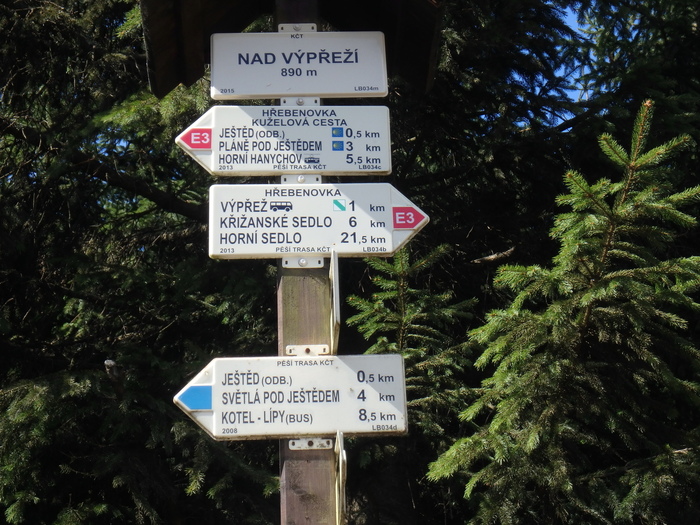 KČT
NAD VÝPŘEŽÍ
890 m
2015 LB034m
HŘEBENOVKA
KUŽELOVÁ CESTA
E3
JEŠTĚD (ODB.) 0,5 km
PLÁNĚ POD JEŠTĚDEM 3 km
HORNÍ HANYCHOV 5,5 km
2013 PĚŠÍ TRASA KČT LB034c
HŘEBENOVKA
VÝPŘEŽ 1 km
KŘIŽANSKÉ SEDLO 6 km
E3
HORNÍ SEDLO 21,5 km
2013 PĚŠÍ TRASA KČT LB034b
PĚŠÍ TRASA KČT
JEŠTĚD (ODB.) 0,5 km
SVĚTLÁ POD JEŠTĚDEM 4 km
KOTEL - LÍPY (BUS) 8,5 km
2008 LB034d